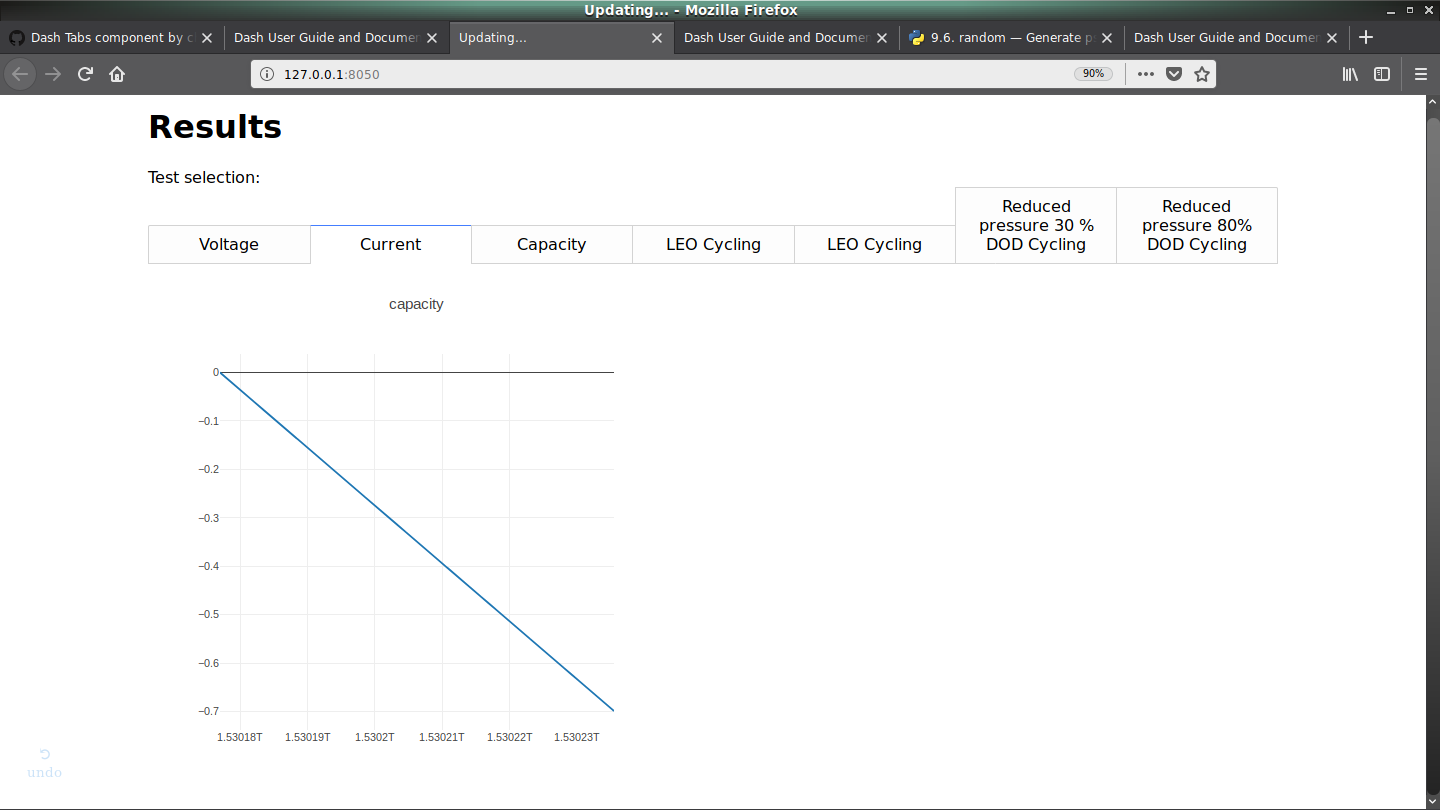 Updating... - Mozilla Firefox
Dash Tabs component by
Dash User Guide and Documen
Updating...
Dash User Guide and Documen
9.6. random — Generate
Dash User Guide and Documen
127.0.0.1:8050
90%
Results
Test selection:
Voltage
Current
Capacity
LEO Cycling
LEO Cycling
Reduced
pressure 30 %
DOD Cycling
Reduced
pressure 80%
DOD Cycling
capacity
0
−0.1
−0.2
−0.3
−0.4
−0.5
−0.6
−0.7
1.53018T
1.53019T
1.5302T
1.53021T
1.53022T
1.53023T
undo